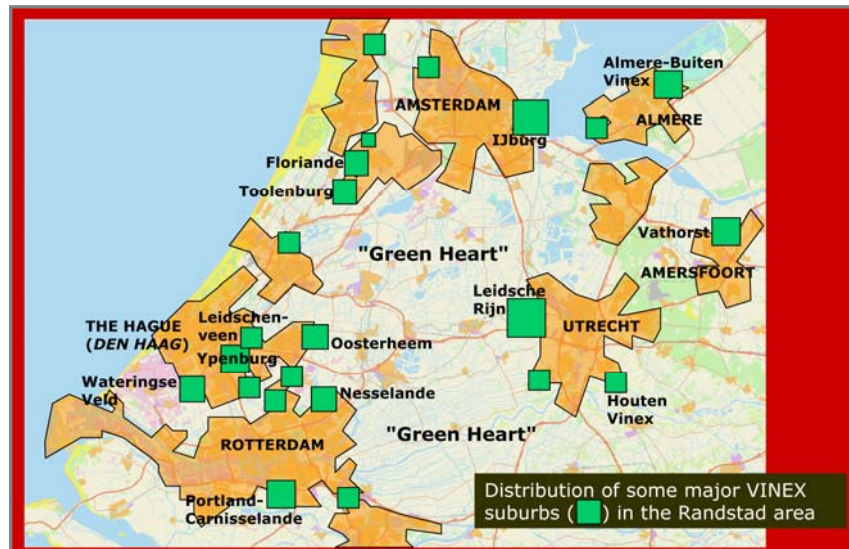 Almere-Buiten
Vinex
AMSTERDAM
ALMERE
IJburg
Floriande
Toolenburg
Vathorst
"Green Heart"
AMERSFOORT
Leidsche
Rijn
THE HAGUE
(DEN HAAG)
Leidschen-
veen
UTRECHT
Oosterheem
Ypenburg
Wateringse
Veld
Nesselande
Houten
Vinex
"Green Heart"
ROTTERDAM
Portland-
Carnisselande
Distribution of some major VINEX
suburbs ( ) in the Randstad area